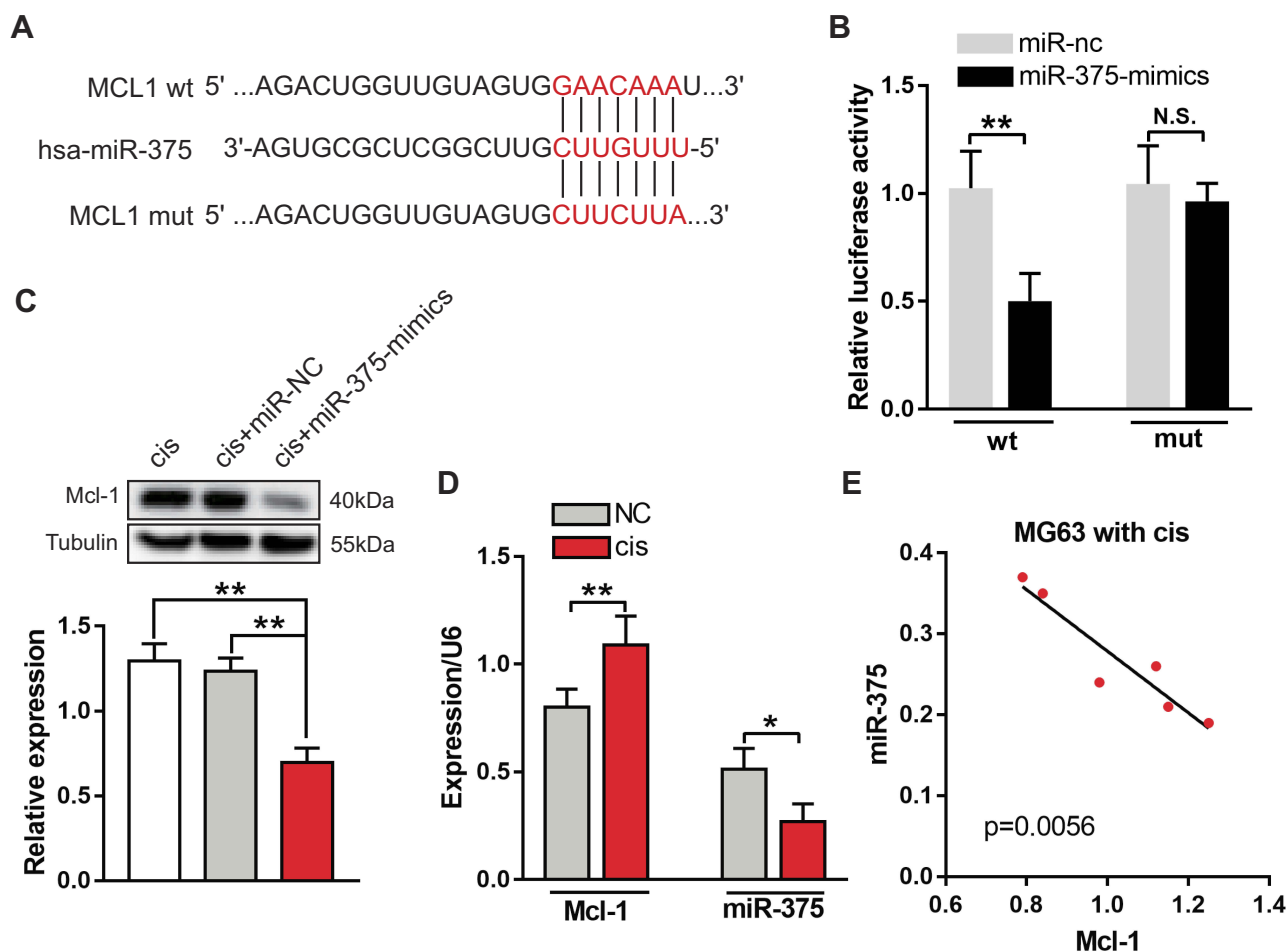 A
MCL1 wt 5' ...AGACUGGUUGUAGUGGAACAAAU...3'
hsa-miR-375 3'-AGUGCGCUCGGCUUGCUUGUUU-5'
MCL1 mut 5' ...AGACUGGUUGUAGUGCUUCUUA...3'
B
miR-nc
miR-375-mimics
Relative luciferase activity
1.5
1.0
0.5
0.0
**
N.S.
wt
mut
C
cis
cis+miR-NC
cis+miR-375-mimics
Mcl-1
40kDa
Tubulin
55kDa
Relative expression
1.5
1.0
0.5
0.0
**
**
D
NC
cis
Expression/U6
1.5
1.0
0.5
0.0
**
*
Mcl-1
miR-375
E
MG63 with cis
miR-375
0.4
0.3
0.2
0.1
0.0
p=0.0056
0.6
0.8
1.0
1.2
1.4
Mcl-1